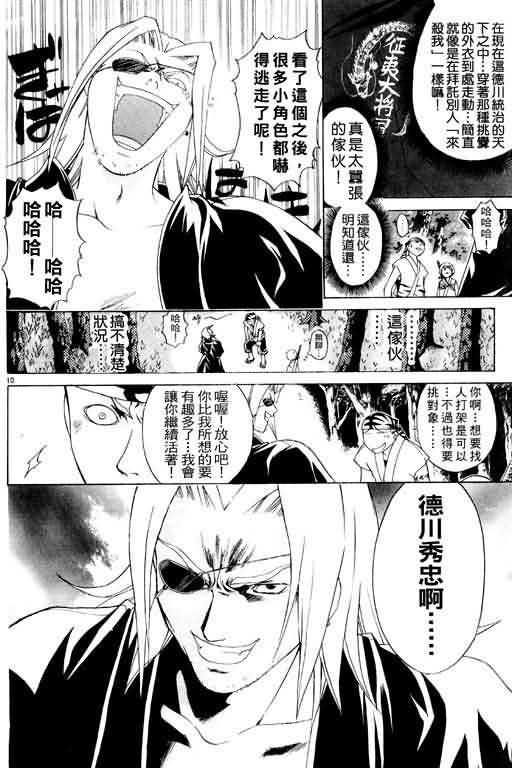 在現在這德川統治的天
下之中…穿著那種挑釁
的外衣到處走動…簡直
就像是在拜託別人「來
殺我」一樣嘛！
征夷大将军
真是太囂張
的傢伙！
看了這個之後，
很多小角色都嚇
得逃走了呢！
哈
哈哈哈
哈哈哈！
哈哈哈！
這傢伙……
明知道還…
……
……這傢伙
……
無聊
哈哈
搞不清楚
狀況……
10
你啊…想要找
人打架是可以
…不過也得要
挑對象……
喔喔！放心吧！
你比我所想的要
有趣多了…我會
讓你繼續活著！
德川秀忠啊……